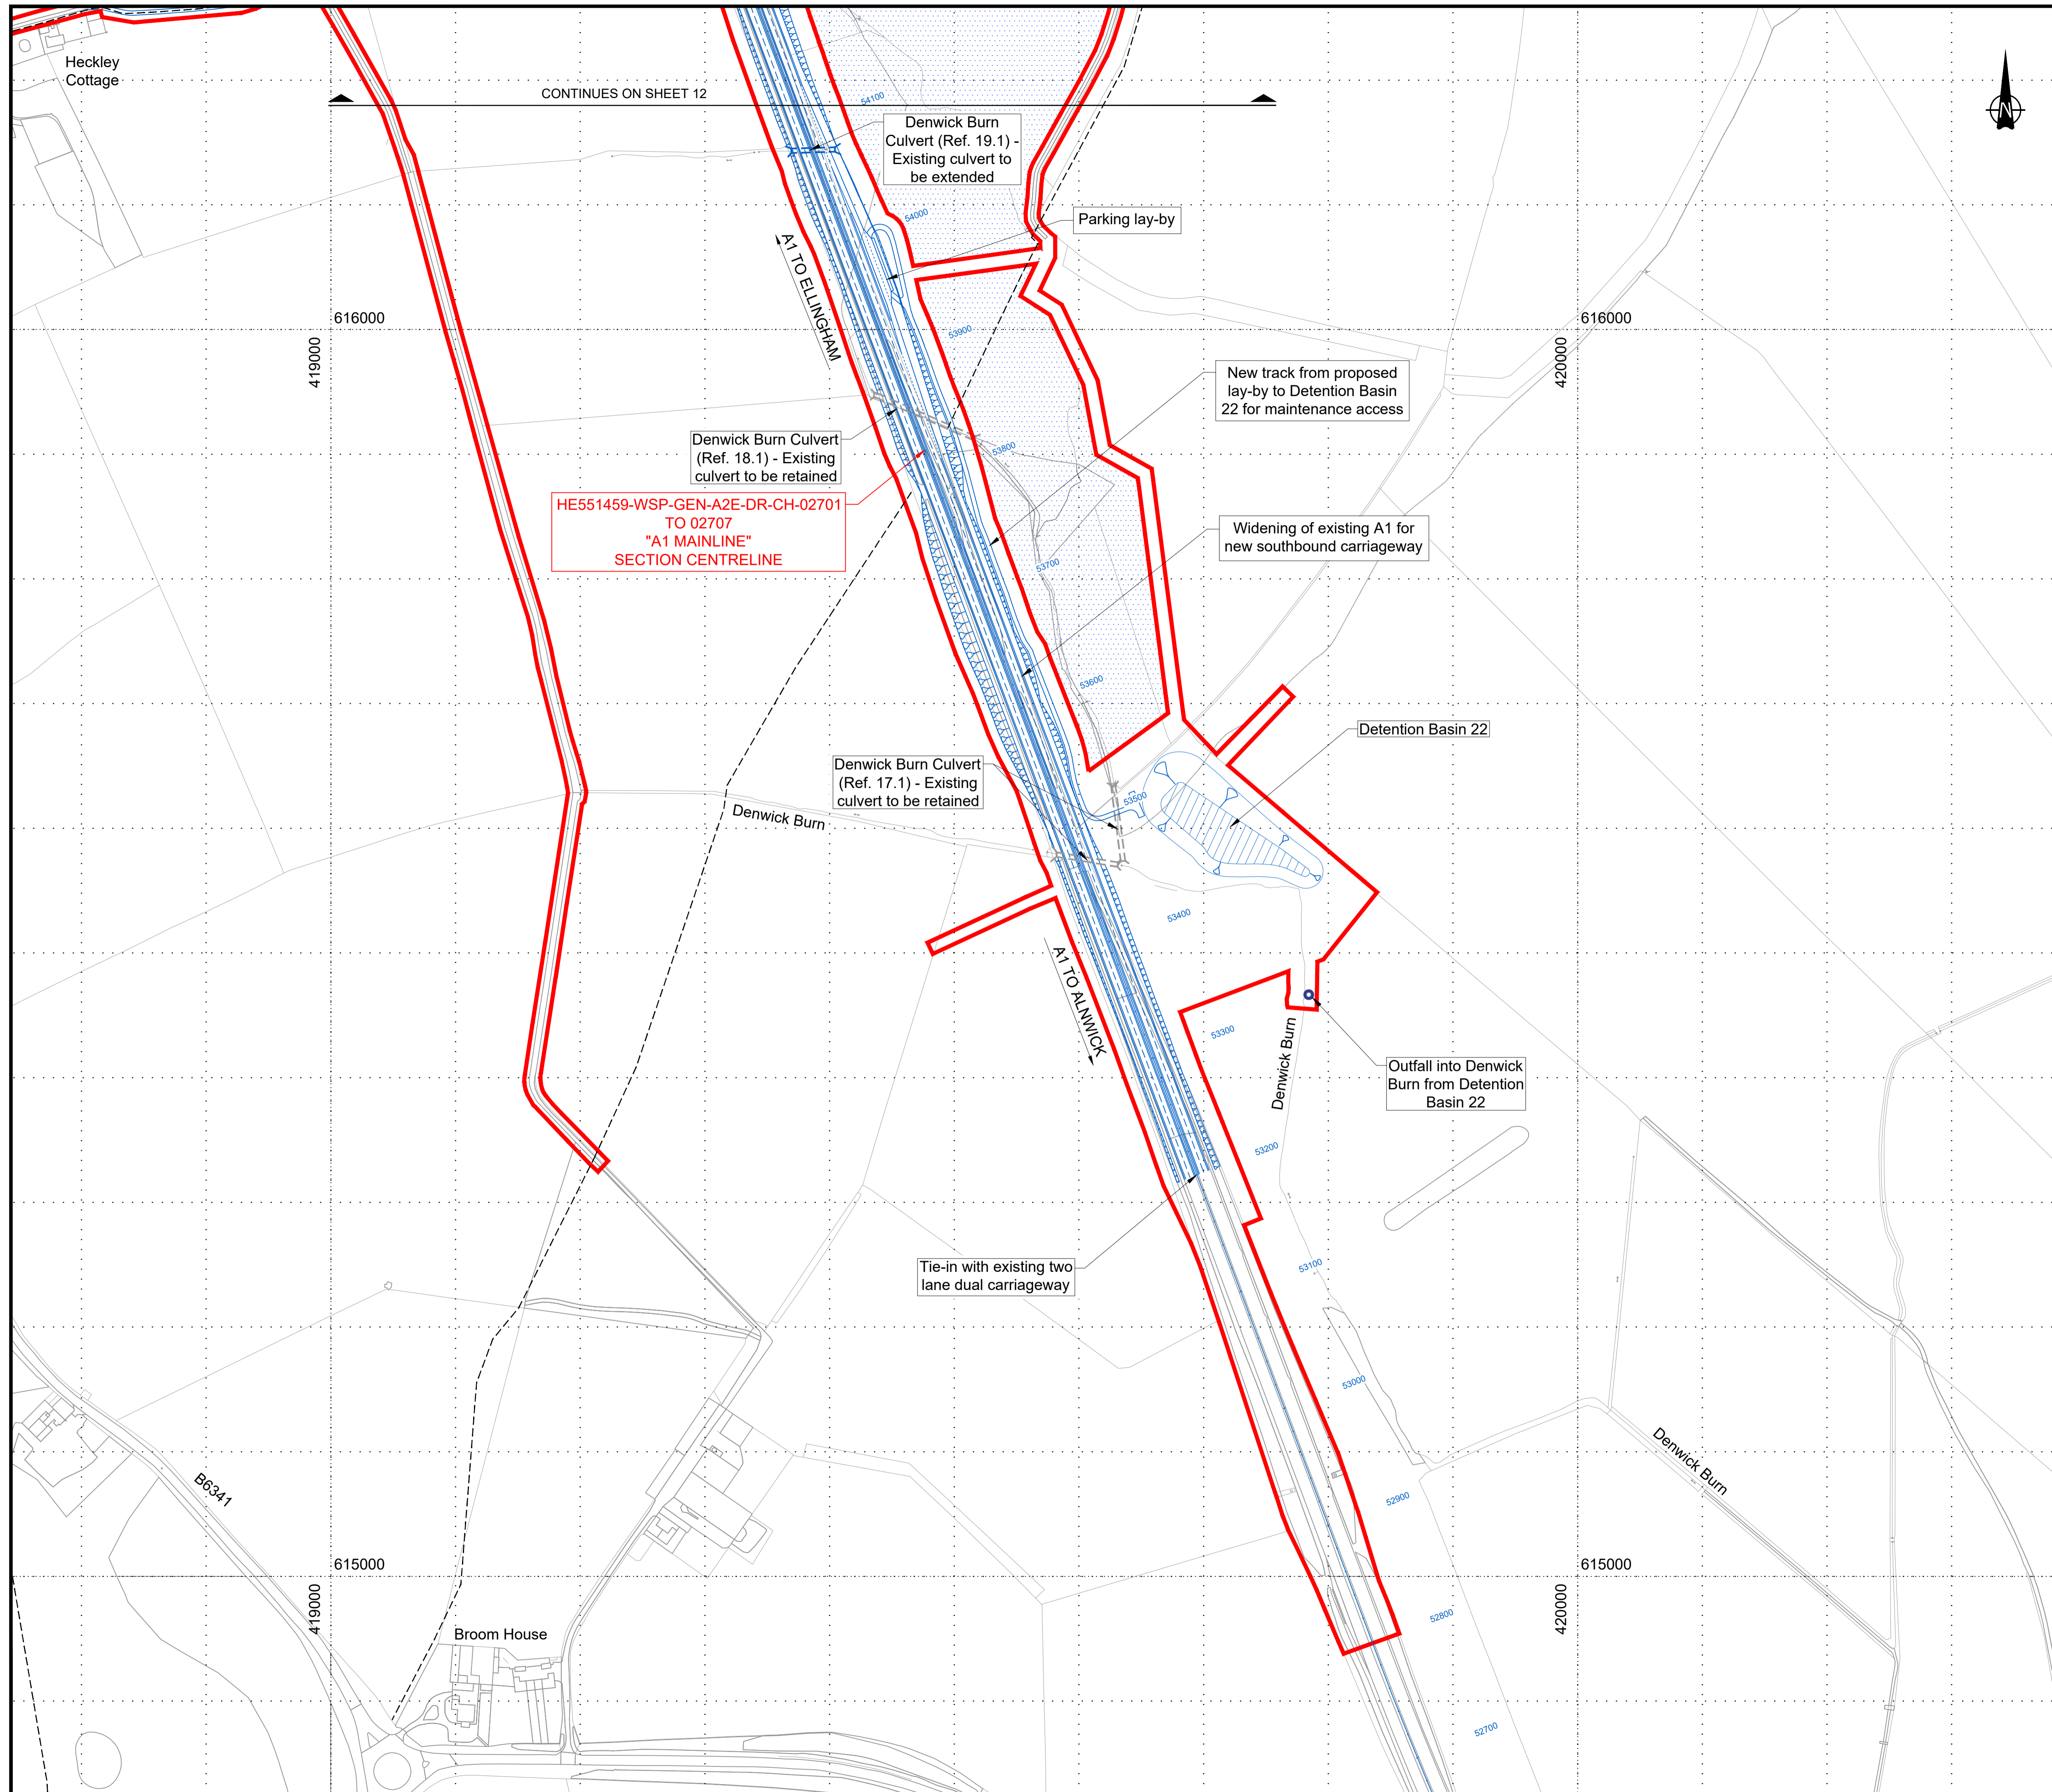 Heckley
Cottage
CONTINUES ON SHEET 12
N
54100
Denwick Burn
Culvert (Ref. 19.1) -
Existing culvert to
be extended
54000
Parking lay-by
A1 TO ELLINGHAM
616000
616000
419000
420000
53900
New track from proposed
lay-by to Detention Basin
22 for maintenance access
Denwick Burn Culvert
(Ref. 18.1) - Existing
culvert to be retained
53800
HE551459-WSP-GEN-A2E-DR-CH-02701
TO 02707
"A1 MAINLINE"
SECTION CENTRELINE
Widening of existing A1 for
new southbound carriageway
53700
53600
Detention Basin 22
Denwick Burn Culvert
(Ref. 17.1) - Existing
culvert to be retained
53500
Denwick Burn
53400
A1 TO ALNWICK
53300
Denwick Burn
Outfall into Denwick
Burn from Detention
Basin 22
53200
Tie-in with existing two
lane dual carriageway
53100
53000
B6341
Denwick Burn
52900
615000
615000
419000
420000
52800
Broom House
52700